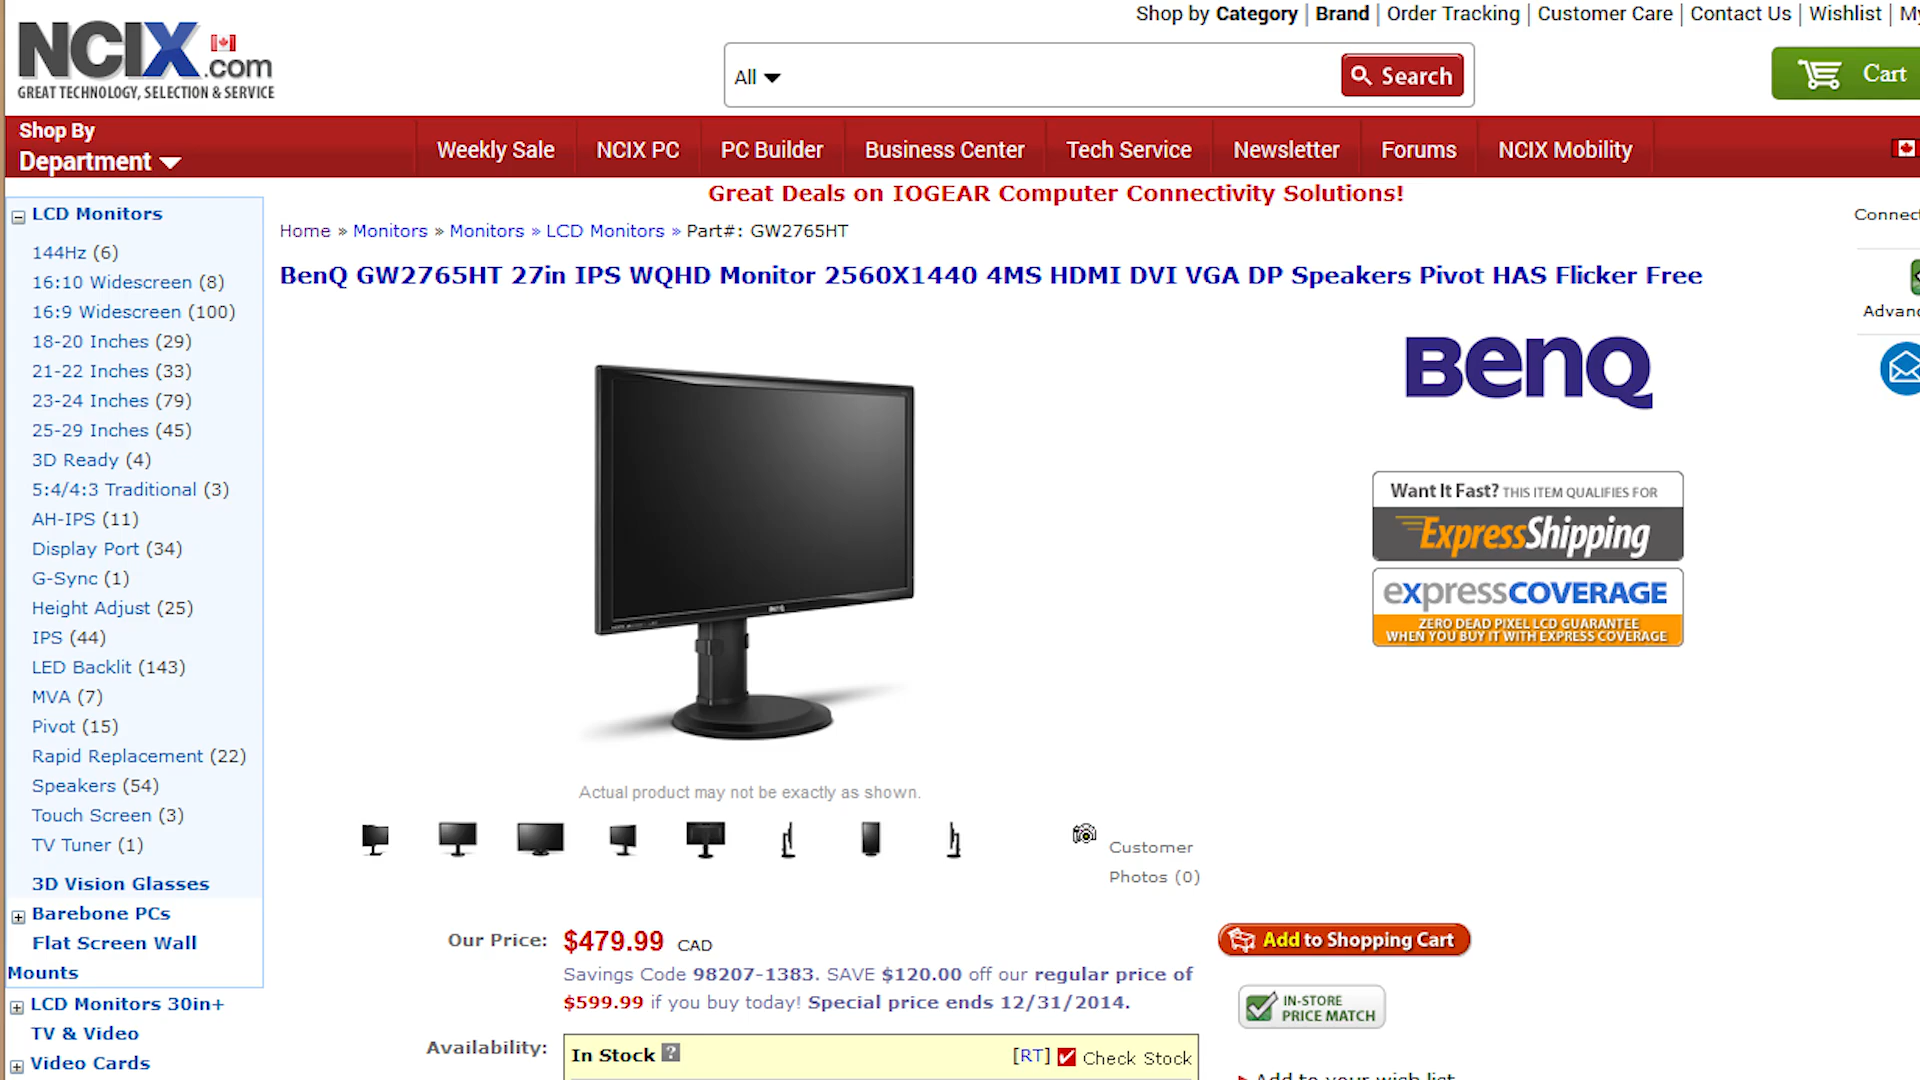 Shop by Category | Brand | Order Tracking | Customer Care | Contact Us | Wishlist | My
NCIX.com
GREAT TECHNOLOGY, SELECTION & SERVICE
All
Search
Cart
Shop By
Department
Weekly Sale
NCIX PC
PC Builder
Business Center
Tech Service
Newsletter
Forums
NCIX Mobility
Great Deals on IOGEAR Computer Connectivity Solutions!
LCD Monitors
144Hz (6)
16:10 Widescreen (8)
16:9 Widescreen (100)
18-20 Inches (29)
21-22 Inches (33)
23-24 Inches (79)
25-29 Inches (45)
3D Ready (4)
5:4/4:3 Traditional (3)
AH-IPS (11)
Display Port (34)
G-Sync (1)
Height Adjust (25)
IPS (44)
LED Backlit (143)
MVA (7)
Pivot (15)
Rapid Replacement (22)
Speakers (54)
Touch Screen (3)
TV Tuner (1)
3D Vision Glasses
Barebone PCs
Flat Screen Wall
Mounts
LCD Monitors 30in+
TV & Video
Video Cards
Home » Monitors » Monitors » LCD Monitors » Part#: GW2765HT
BenQ GW2765HT 27in IPS WQHD Monitor 2560X1440 4MS HDMI DVI VGA DP Speakers Pivot HAS Flicker Free
BenQ
BenQ
Want It Fast? THIS ITEM QUALIFIES FOR
ExpressShipping
expressCOVERAGE
ZERO DEAD PIXEL LCD GUARANTEE
WHEN YOU BUY IT WITH EXPRESS COVERAGE
Connect
Advanc
Actual product may not be exactly as shown.
Customer
Photos (0)
Our Price: $479.99 CAD
Savings Code 98207-1383. SAVE $120.00 off our regular price of
$599.99 if you buy today! Special price ends 12/31/2014.
Add to Shopping Cart
IN-STORE
PRICE MATCH
Availability: In Stock ? [RT] Check Stock
Add to your wish list